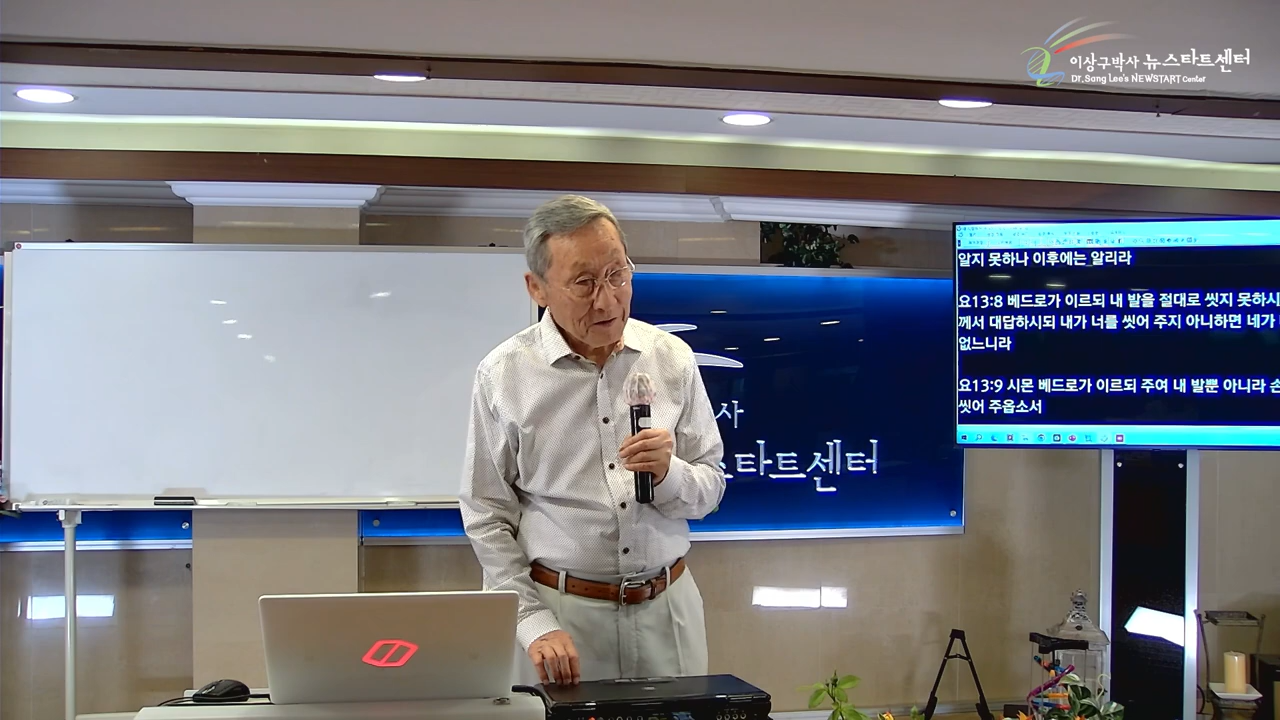 이상구박사 뉴스타트센터
Dr. Sang Lee's NEWSTART Center
알지 못하나 이후에는 알리라
요13:8 베드로가 이르되 내 발을 절대로 씻지 못하시
께서 대답하시되 내가 너를 씻어 주지 아니하면 네가
없느니라
요13:9 시몬 베드로가 이르되 주여 내 발뿐 아니라 손
씻어 주옵소서
사
스타트센터